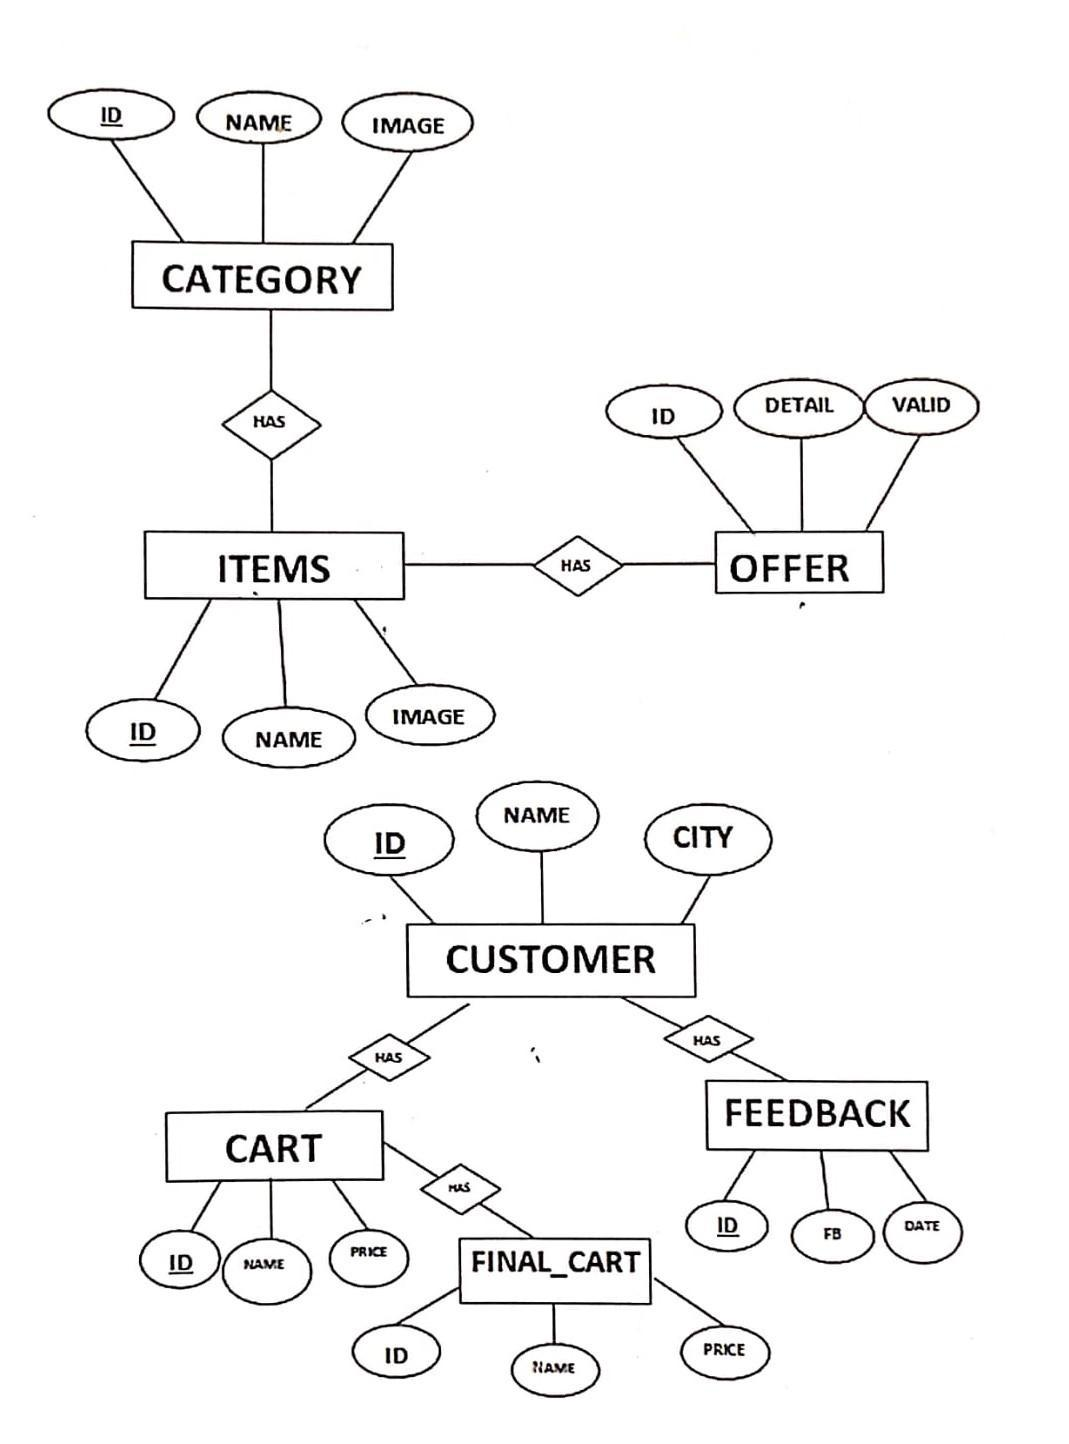 ID
NAME
IMAGE
CATEGORY
HAS
ID
DETAIL
VALID
ITEMS
HAS
OFFER
ID
NAME
IMAGE
ID
NAME
CITY
CUSTOMER
HAS
HAS
CART
FEEDBACK
HAS
ID
NAME
PRICE
ID
FB
DATE
FINAL_CART
ID
NAME
PRICE